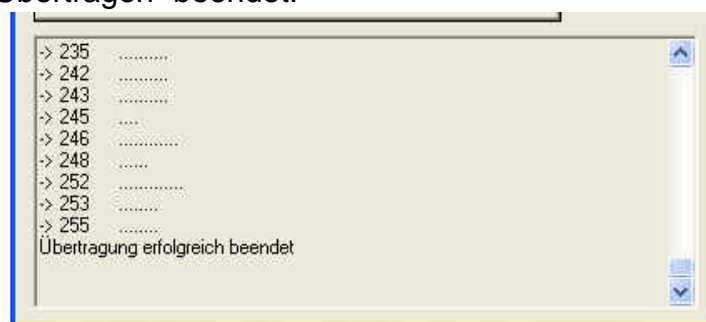 Übertragen beendet.
-> 235 ..........
-> 242 ..........
-> 243 ..........
-> 245 ....
-> 246 ............
-> 248 ......
-> 252 .............
-> 253 ........
-> 255 ........
Übertragung erfolgreich beendet